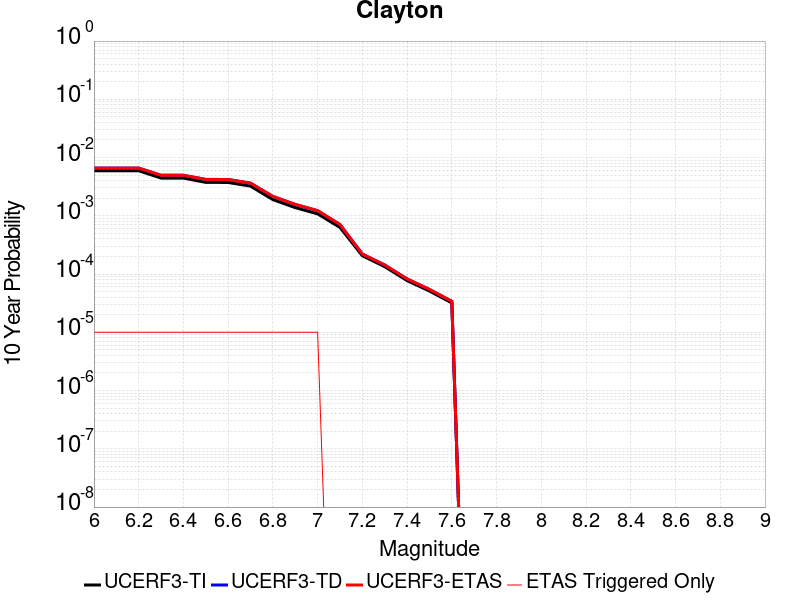 Clayton
10 Year Probability
10^0
10^-1
10^-2
10^-3
10^-4
10^-5
10^-6
10^-7
10^-8
6 6.2 6.4 6.6 6.8 7 7.2 7.4 7.6 7.8 8 8.2 8.4 8.6 8.8 9
Magnitude
UCERF3-TI UCERF3-TD UCERF3-ETAS ETAS Triggered Only